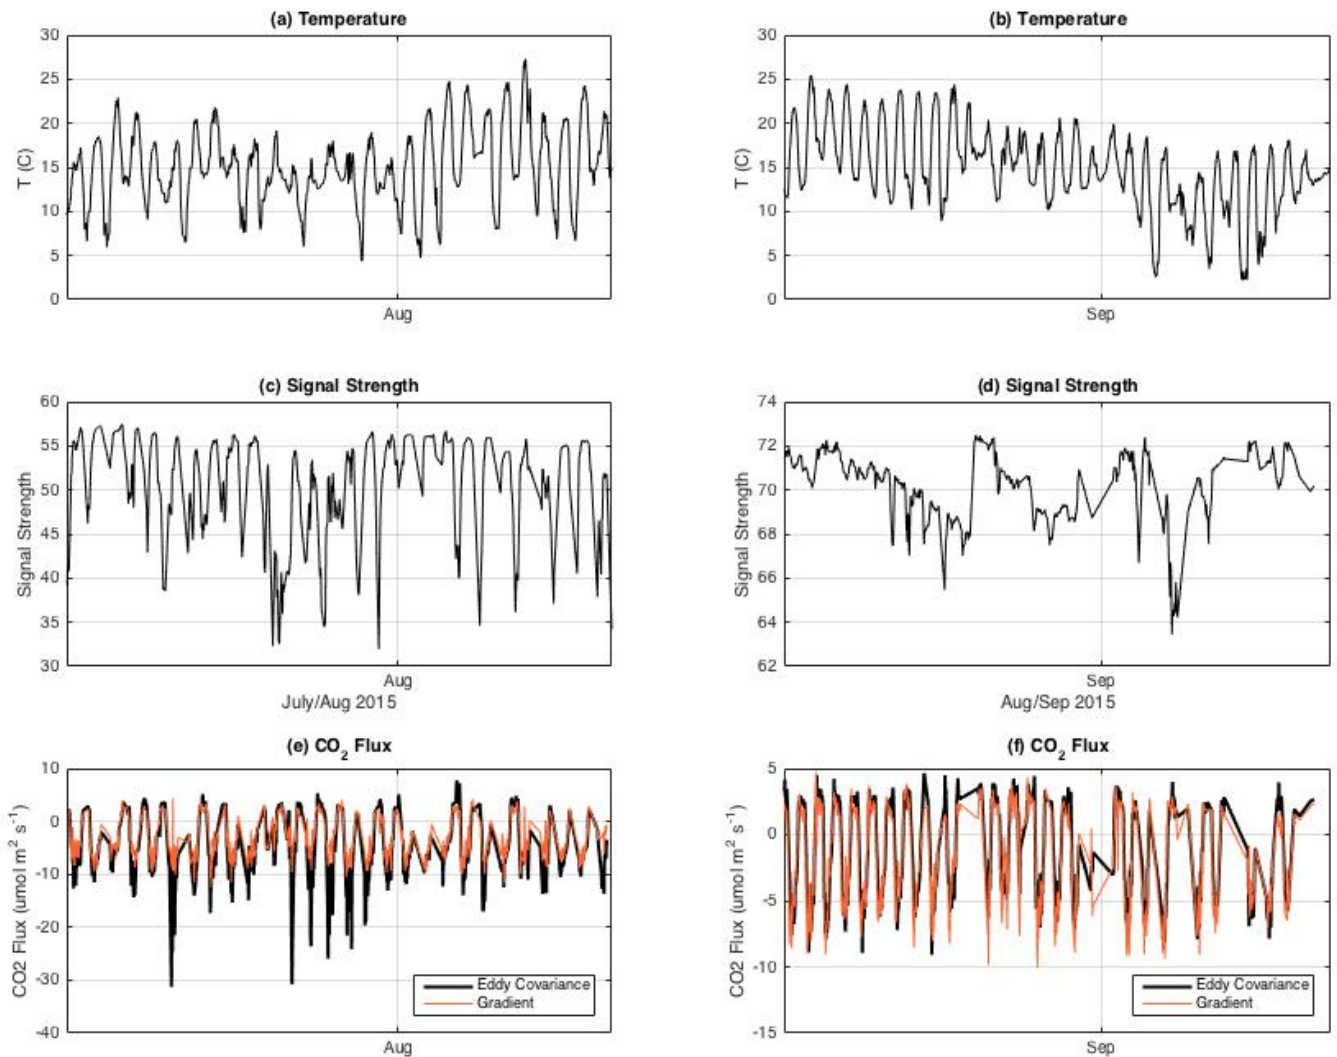 (a) Temperature
30
25
20
15
10
5
0
T (C)
Aug
(b) Temperature
30
25
20
15
10
5
0
T (C)
Sep
(c) Signal Strength
60
55
50
45
40
35
30
Signal Strength
Aug
July/Aug 2015
(d) Signal Strength
74
72
70
68
66
64
62
Signal Strength
Sep
Aug/Sep 2015
(e) CO2 Flux
10
0
-10
-20
-30
-40
CO2 Flux (umol m² s⁻¹)
Eddy Covariance
Gradient
Aug
(f) CO2 Flux
5
0
-5
-10
-15
CO2 Flux (umol m² s⁻¹)
Eddy Covariance
Gradient
Sep